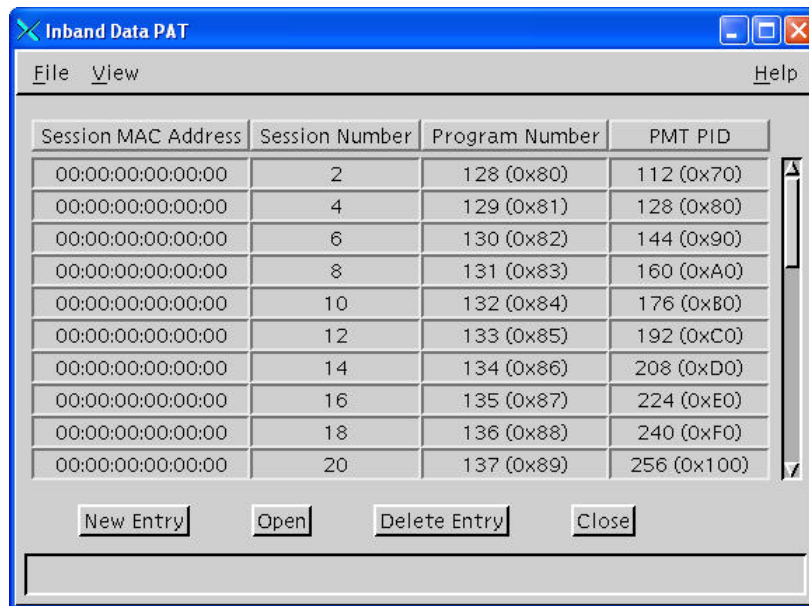 Inband Data PAT
File View Help
Session MAC Address Session Number Program Number PMT PID
00:00:00:00:00:00 2 128 (0x80) 112 (0x70)
00:00:00:00:00:00 4 129 (0x81) 128 (0x80)
00:00:00:00:00:00 6 130 (0x82) 144 (0x90)
00:00:00:00:00:00 8 131 (0x83) 160 (0xA0)
00:00:00:00:00:00 10 132 (0x84) 176 (0xB0)
00:00:00:00:00:00 12 133 (0x85) 192 (0xC0)
00:00:00:00:00:00 14 134 (0x86) 208 (0xD0)
00:00:00:00:00:00 16 135 (0x87) 224 (0xE0)
00:00:00:00:00:00 18 136 (0x88) 240 (0xF0)
00:00:00:00:00:00 20 137 (0x89) 256 (0x100)
New Entry Open Delete Entry Close